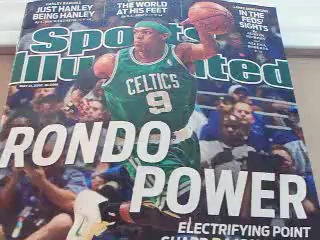 JUST HANLEY
BEING HANLEY
THE WORLD
AT HIS FEET
IN THE
FEDS'
SIGHTS
Sports
Illustrated
CELTICS
9
RONDO
POWER
ELECTRIFYING POINT